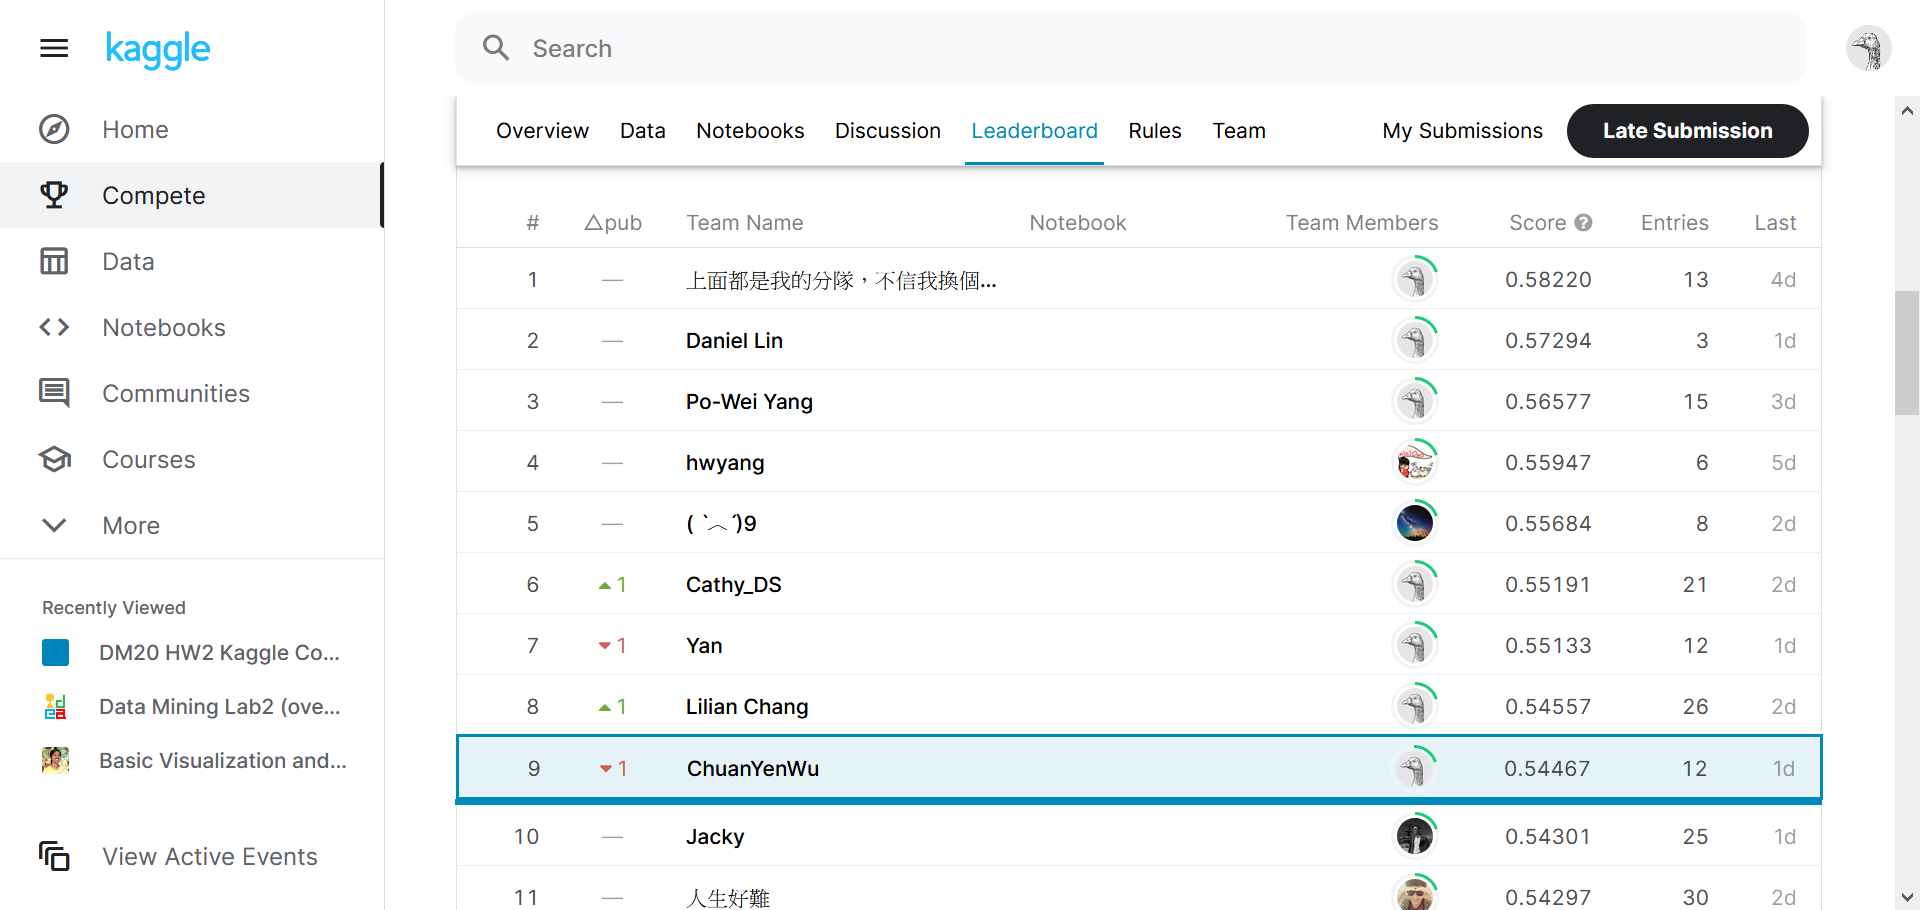 kaggle
Search
Home
Compete
Data
Notebooks
Communities
Courses
More
Recently Viewed
DM20 HW2 Kaggle Co...
Data Mining Lab2 (ove...
Basic Visualization and...
View Active Events
Overview Data Notebooks Discussion Leaderboard Rules Team My Submissions Late Submission
# △pub Team Name Notebook Team Members Score ? Entries Last
1 — 上面都是我的分隊，不信我換個... 0.58220 13 4d
2 — Daniel Lin 0.57294 3 1d
3 — Po-Wei Yang 0.56577 15 3d
4 — hwyang 0.55947 6 5d
5 — ( `︿´)9 0.55684 8 2d
6 ▲1 Cathy_DS 0.55191 21 2d
7 ▼1 Yan 0.55133 12 1d
8 ▲1 Lilian Chang 0.54557 26 2d
9 ▼1 ChuanYenWu 0.54467 12 1d
10 — Jacky 0.54301 25 1d
11 — 人生好難 0.54297 30 2d